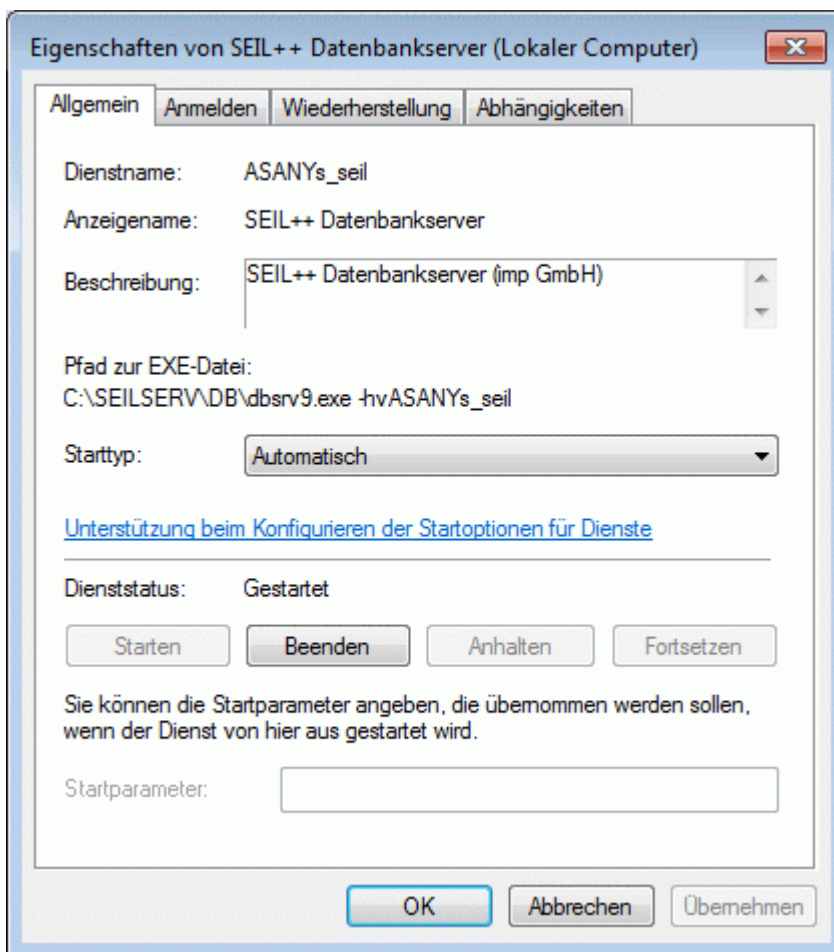 Eigenschaften von SEIL++ Datenbankserver (Lokaler Computer)
Allgemein Anmelden Wiederherstellung Abhängigkeiten
Dienstname: ASANYs_seil
Anzeigename: SEIL++ Datenbankserver
Beschreibung: SEIL++ Datenbankserver (imp GmbH)
Pfad zur EXE-Datei:
C:\SEILSERV\DB\dbsrv9.exe -hvASANYs_seil
Starttyp: Automatisch
Unterstützung beim Konfigurieren der Startoptionen für Dienste
Dienststatus: Gestartet
Starten Beenden Anhalten Fortsetzen
Sie können die Startparameter angeben, die übernommen werden sollen,
wenn der Dienst von hier aus gestartet wird.
Startparameter:
OK Abbrechen Übernehmen